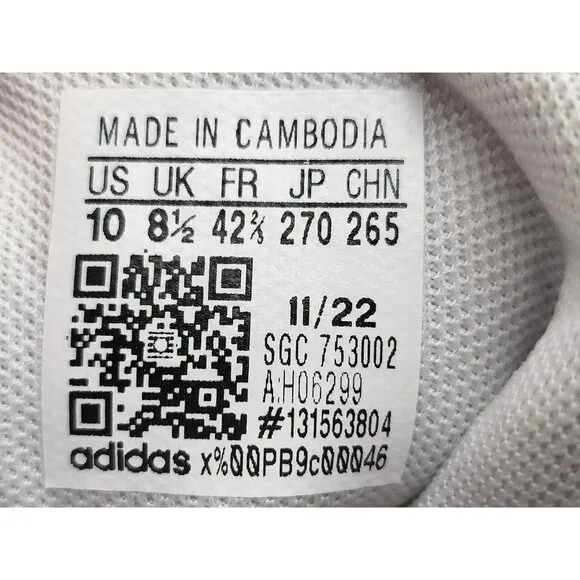 MADE IN CAMBODIA
US UK FR JP CHN
10 8½ 42⅔ 270 265
11/22
SGC 753002
A:H06299
#131563804
adidas x%00PB9c00046